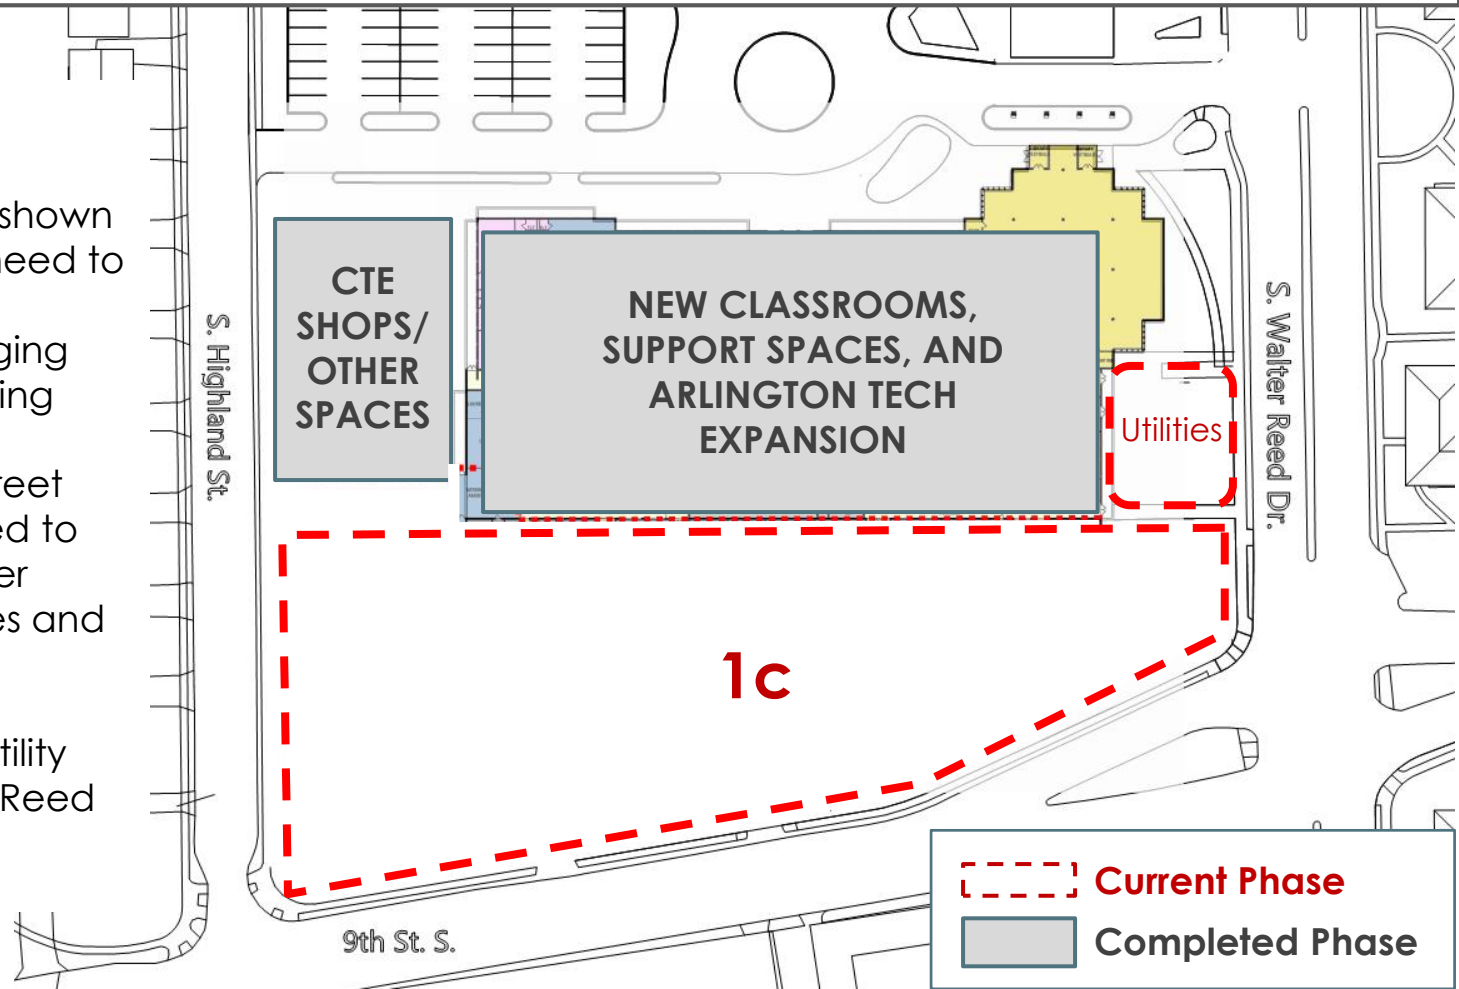 shown
need to
ging
ing
reet
ed to
er
es and
tility
Reed
S. Highland St.
CTE
SHOPS/
OTHER
SPACES
NEW CLASSROOMS,
SUPPORT SPACES, AND
ARLINGTON TECH
EXPANSION
Utilities
S. Walter Reed Dr.
1c
9th St. S.
Current Phase
Completed Phase